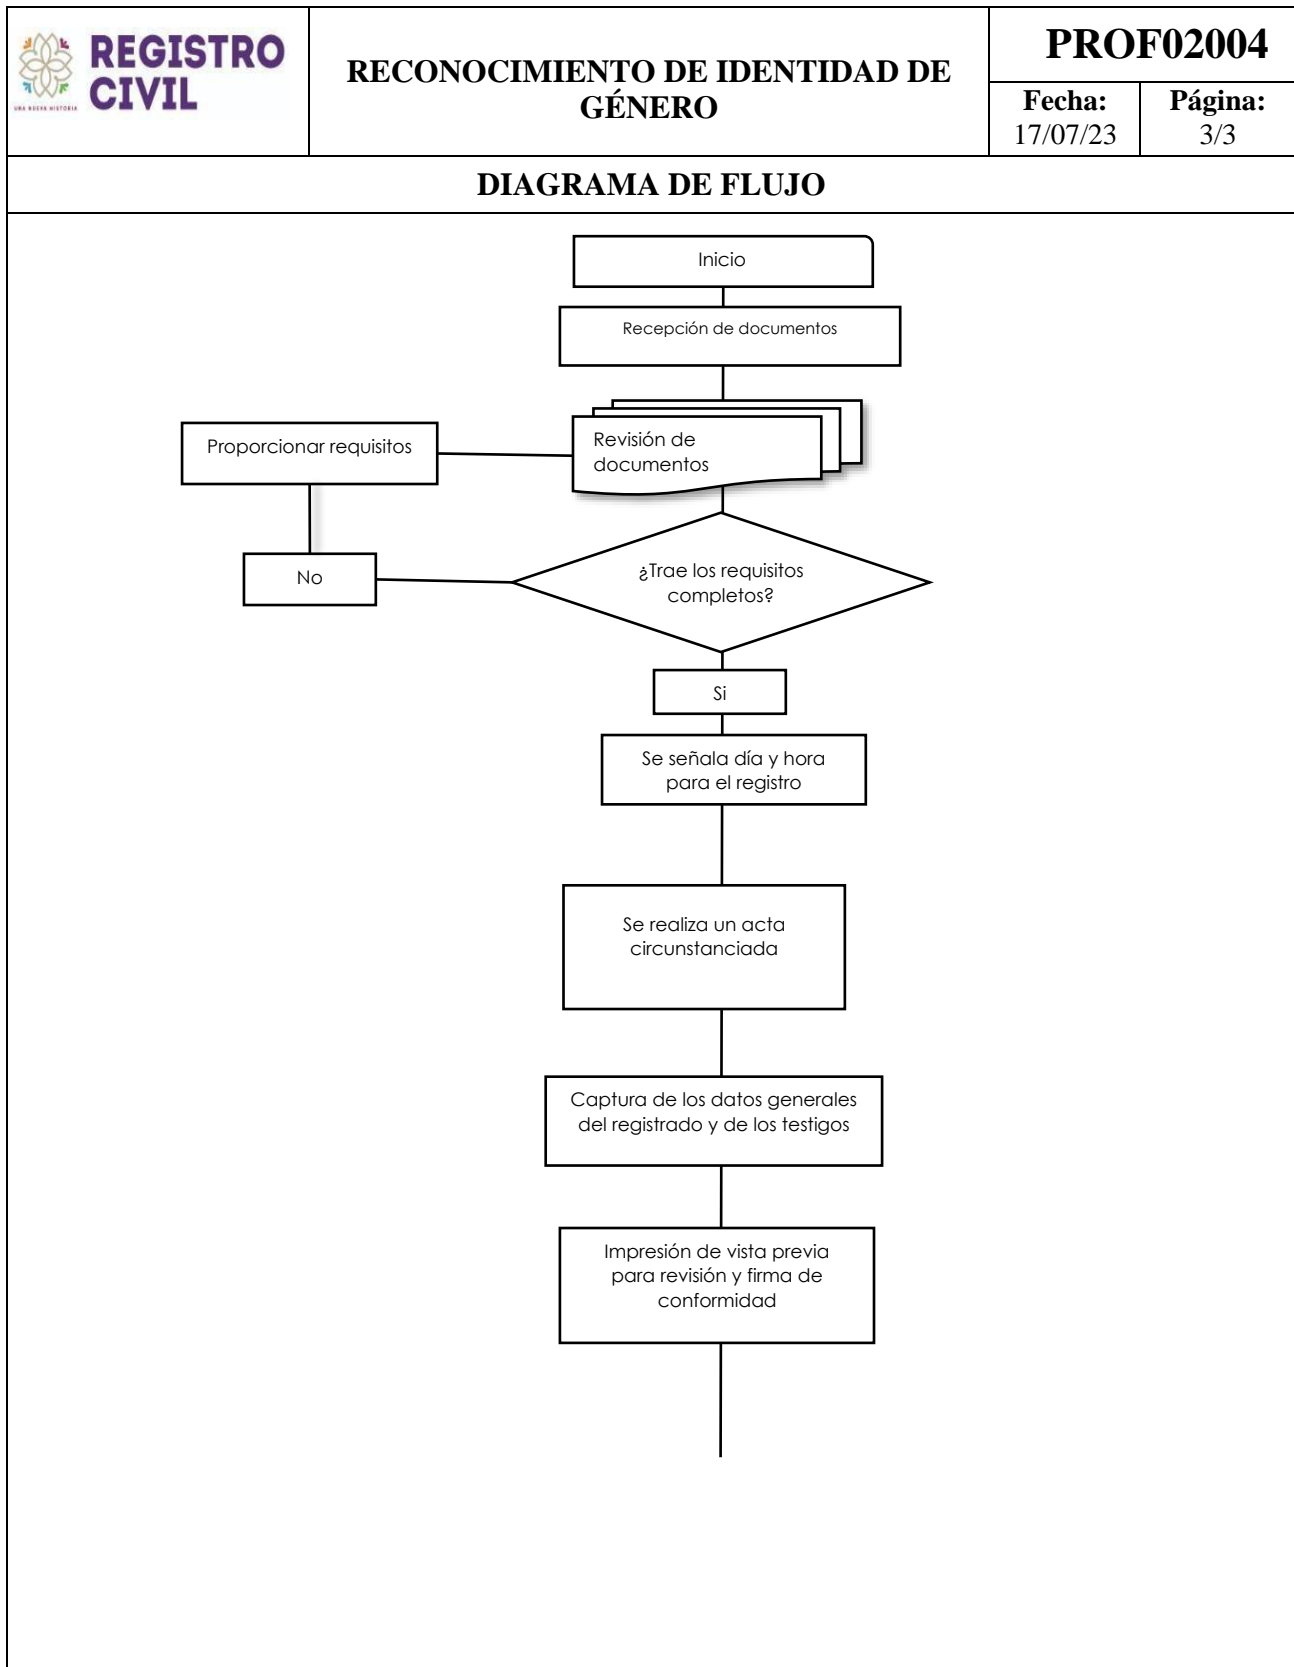 REGISTRO
CIVIL
UNA NUEVA HISTORIA
RECONOCIMIENTO DE IDENTIDAD DE
GÉNERO
PROF02004
Fecha:
17/07/23
Página:
3/3
DIAGRAMA DE FLUJO
Inicio
Recepción de documentos
Proporcionar requisitos
Revisión de
documentos
No
¿Trae los requisitos
completos?
Si
Se señala día y hora
para el registro
Se realiza un acta
circunstanciada
Captura de los datos generales
del registrado y de los testigos
Impresión de vista previa
para revisión y firma de
conformidad